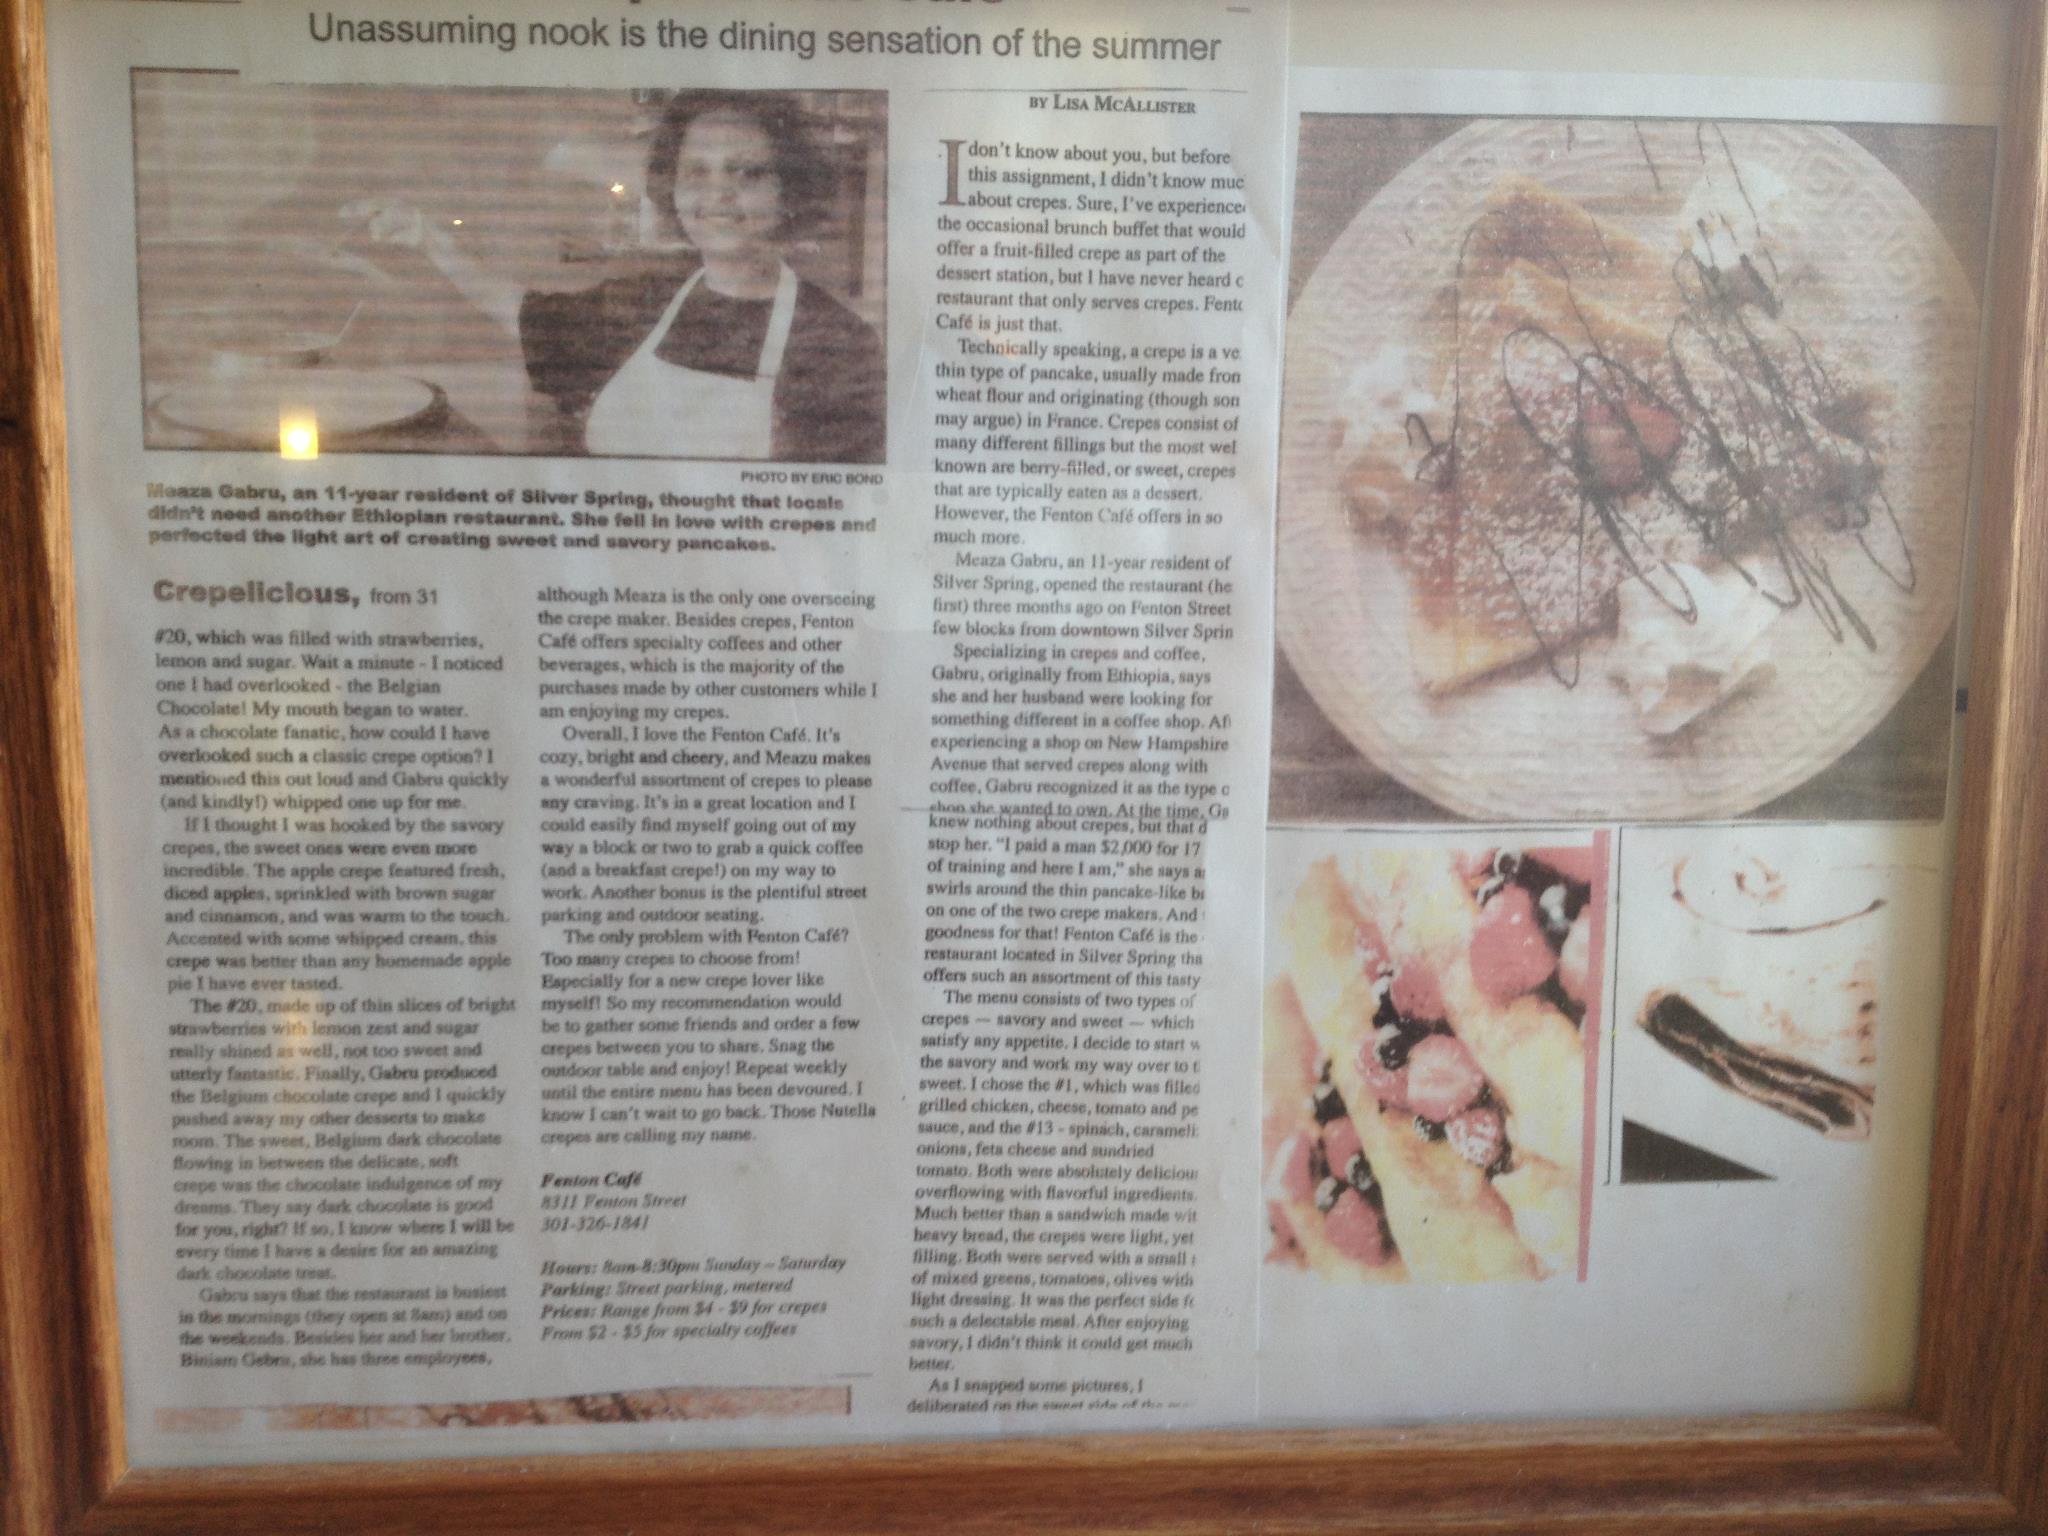 Unassuming nook is the dining sensation of the summer
PHOTO BY ERIC BOND
Meaza Gabru, an 11-year resident of Silver Spring, thought that locals
didn't need another Ethiopian restaurant. She fell in love with crepes and
perfected the light art of creating sweet and savory pancakes.
Crepelicious, from 31
#20, which was filled with strawberries,
lemon and sugar. Wait a minute - I noticed
one I had overlooked - the Belgian
Chocolate! My mouth began to water.
As a chocolate fanatic, how could I have
overlooked such a classic crepe option? I
mentioned this out loud and Gabru quickly
(and kindly!) whipped one up for me.
If I thought I was hooked by the savory
crepes, the sweet ones were even more
incredible. The apple crepe featured fresh,
diced apples, sprinkled with brown sugar
and cinnamon, and was warm to the touch.
Accented with some whipped cream, this
crepe was better than any homemade apple
pie I have ever tasted.
The #20, made up of thin slices of bright
strawberries with lemon zest and sugar
really shined as well, not too sweet and
utterly fantastic. Finally, Gabru produced
the Belgium chocolate crepe and I quickly
pushed away my other desserts to make
room. The sweet, Belgium dark chocolate
flowing in between the delicate, soft
crepe was the chocolate indulgence of my
dreams. They say dark chocolate is good
for you, right? If so, I know where I will be
every time I have a desire for an amazing
dark chocolate treat.
Gabru says that the restaurant is busiest
in the mornings (they open at 8am) and on
the weekends. Besides her and her brother,
Biniam Gebru, she has three employees,
although Meaza is the only one overseeing
the crepe maker. Besides crepes, Fenton
Café offers specialty coffees and other
beverages, which is the majority of the
purchases made by other customers while I
am enjoying my crepes.
Overall, I love the Fenton Café. It's
cozy, bright and cheery, and Meazu makes
a wonderful assortment of crepes to please
any craving. It's in a great location and I
could easily find myself going out of my
way a block or two to grab a quick coffee
(and a breakfast crepe!) on my way to
work. Another bonus is the plentiful street
parking and outdoor seating.
The only problem with Fenton Café?
Too many crepes to choose from!
Especially for a new crepe lover like
myself! So my recommendation would
be to gather some friends and order a few
crepes between you to share. Snag the
outdoor table and enjoy! Repeat weekly
until the entire menu has been devoured. I
know I can't wait to go back. Those Nutella
crepes are calling my name.
Fenton Café
8311 Fenton Street
301-326-1841
Hours: 8am-8:30pm Sunday – Saturday
Parking: Street parking, metered
Prices: Range from $4 - $9 for crepes
From $2 - $5 for specialty coffees
BY LISA MCALLISTER
I don't know about you, but before
this assignment, I didn't know muc
about crepes. Sure, I've experience
the occasional brunch buffet that would
offer a fruit-filled crepe as part of the
dessert station, but I have never heard
restaurant that only serves crepes. Fent
Café is just that.
Technically speaking, a crepe is a ve
thin type of pancake, usually made from
wheat flour and originating (though som
may argue) in France. Crepes consist of
many different fillings but the most wel
known are berry-filled, or sweet, crepes
that are typically eaten as a dessert.
However, the Fenton Café offers in so
much more.
Meaza Gabru, an 11-year resident of
Silver Spring, opened the restaurant (he
first) three months ago on Fenton Street
few blocks from downtown Silver Sprin
Specializing in crepes and coffee,
Gabru, originally from Ethiopia, says
she and her husband were looking for
something different in a coffee shop. Af
experiencing a shop on New Hampshire
Avenue that served crepes along with
coffee, Gabru recognized it as the type
shop she wanted to own. At the time, Ga
knew nothing about crepes, but that d
stop her. "I paid a man $2,000 for 17
of training and here I am," she says a
swirls around the thin pancake-like b
on one of the two crepe makers. And
goodness for that! Fenton Café is the
restaurant located in Silver Spring tha
offers such an assortment of this tasty
The menu consists of two types of
crepes — savory and sweet — which
satisfy any appetite. I decide to start w
the savory and work my way over to t
sweet. I chose the #1, which was filled
grilled chicken, cheese, tomato and pe
sauce, and the #13 - spinach, carameli
onions, feta cheese and sundried
tomato. Both were absolutely deliciou
overflowing with flavorful ingredients.
Much better than a sandwich made wit
heavy bread, the crepes were light, yet
filling. Both were served with a small
of mixed greens, tomatoes, olives with
light dressing. It was the perfect side fo
such a delectable meal. After enjoying
savory, I didn't think it could get much
better.
As I snapped some pictures, I
deliberated on the sweet side of the